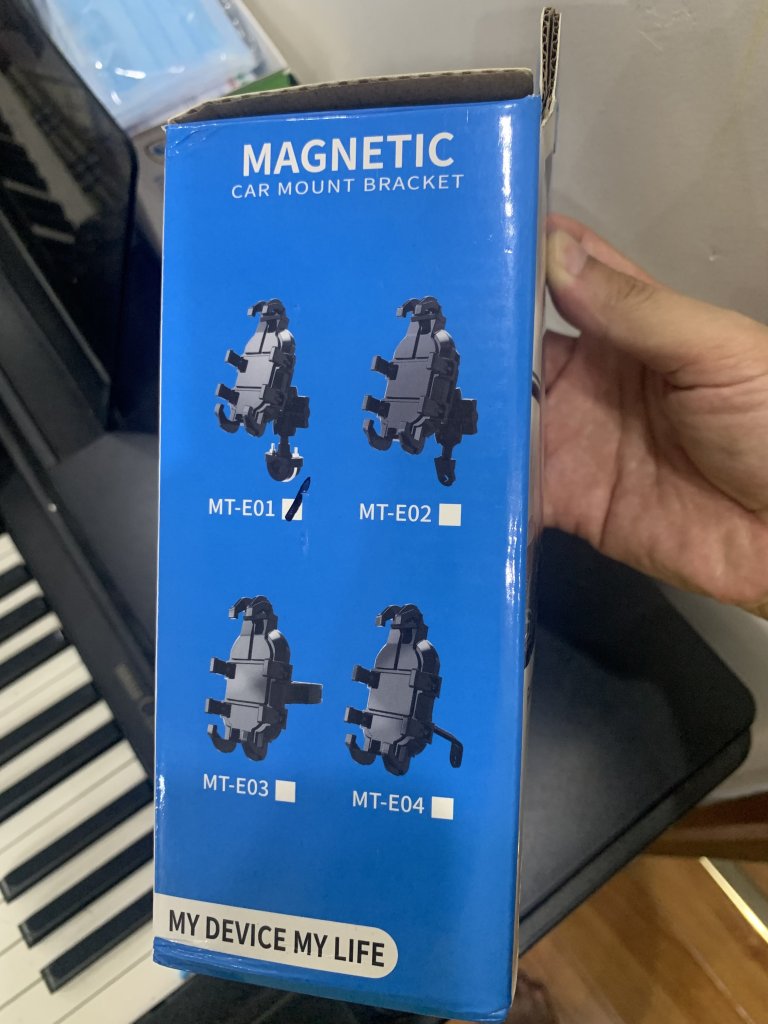 MAGNETIC
CAR MOUNT BRACKET
MT-E01
MT-E02
MT-E03
MT-E04
MY DEVICE MY LIFE